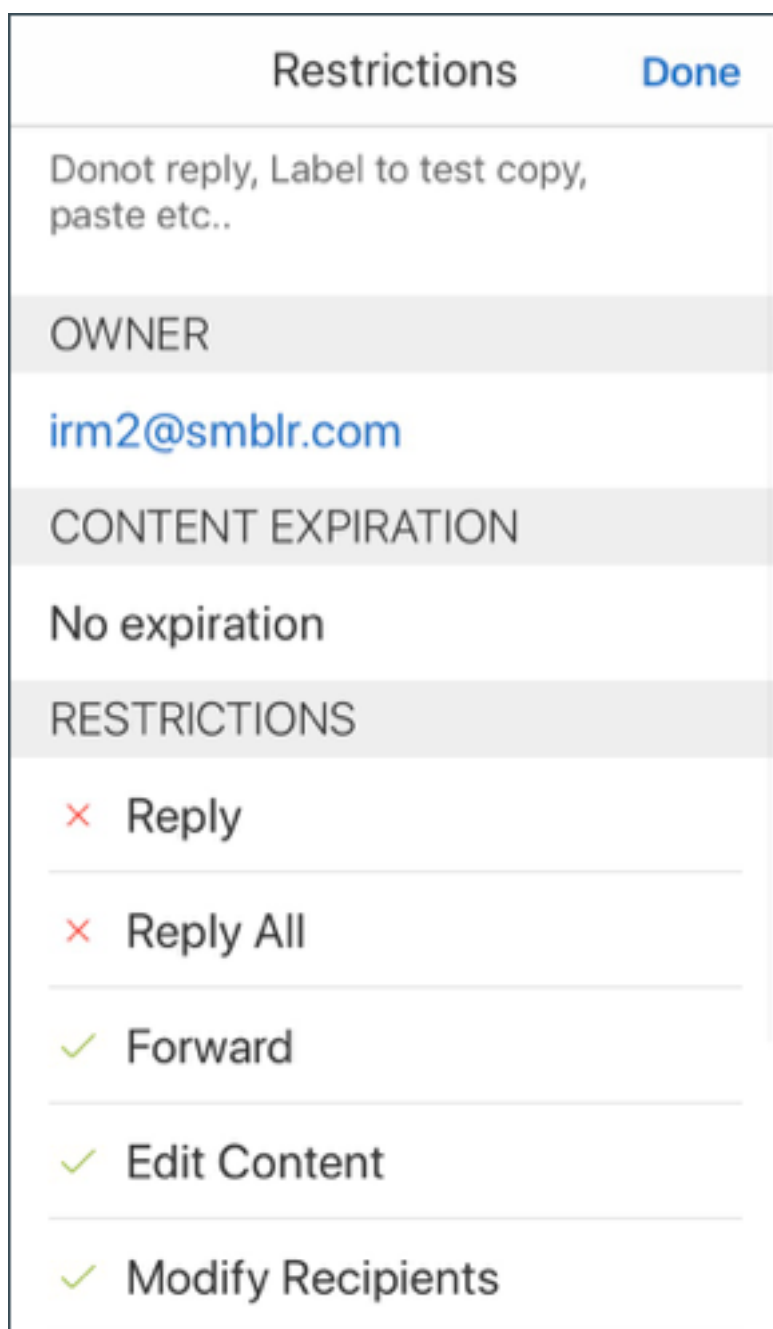 Restrictions Done
Donot reply, Label to test copy,
paste etc..
OWNER
irm2@smblr.com
CONTENT EXPIRATION
No expiration
RESTRICTIONS
Reply
Reply All
Forward
Edit Content
Modify Recipients